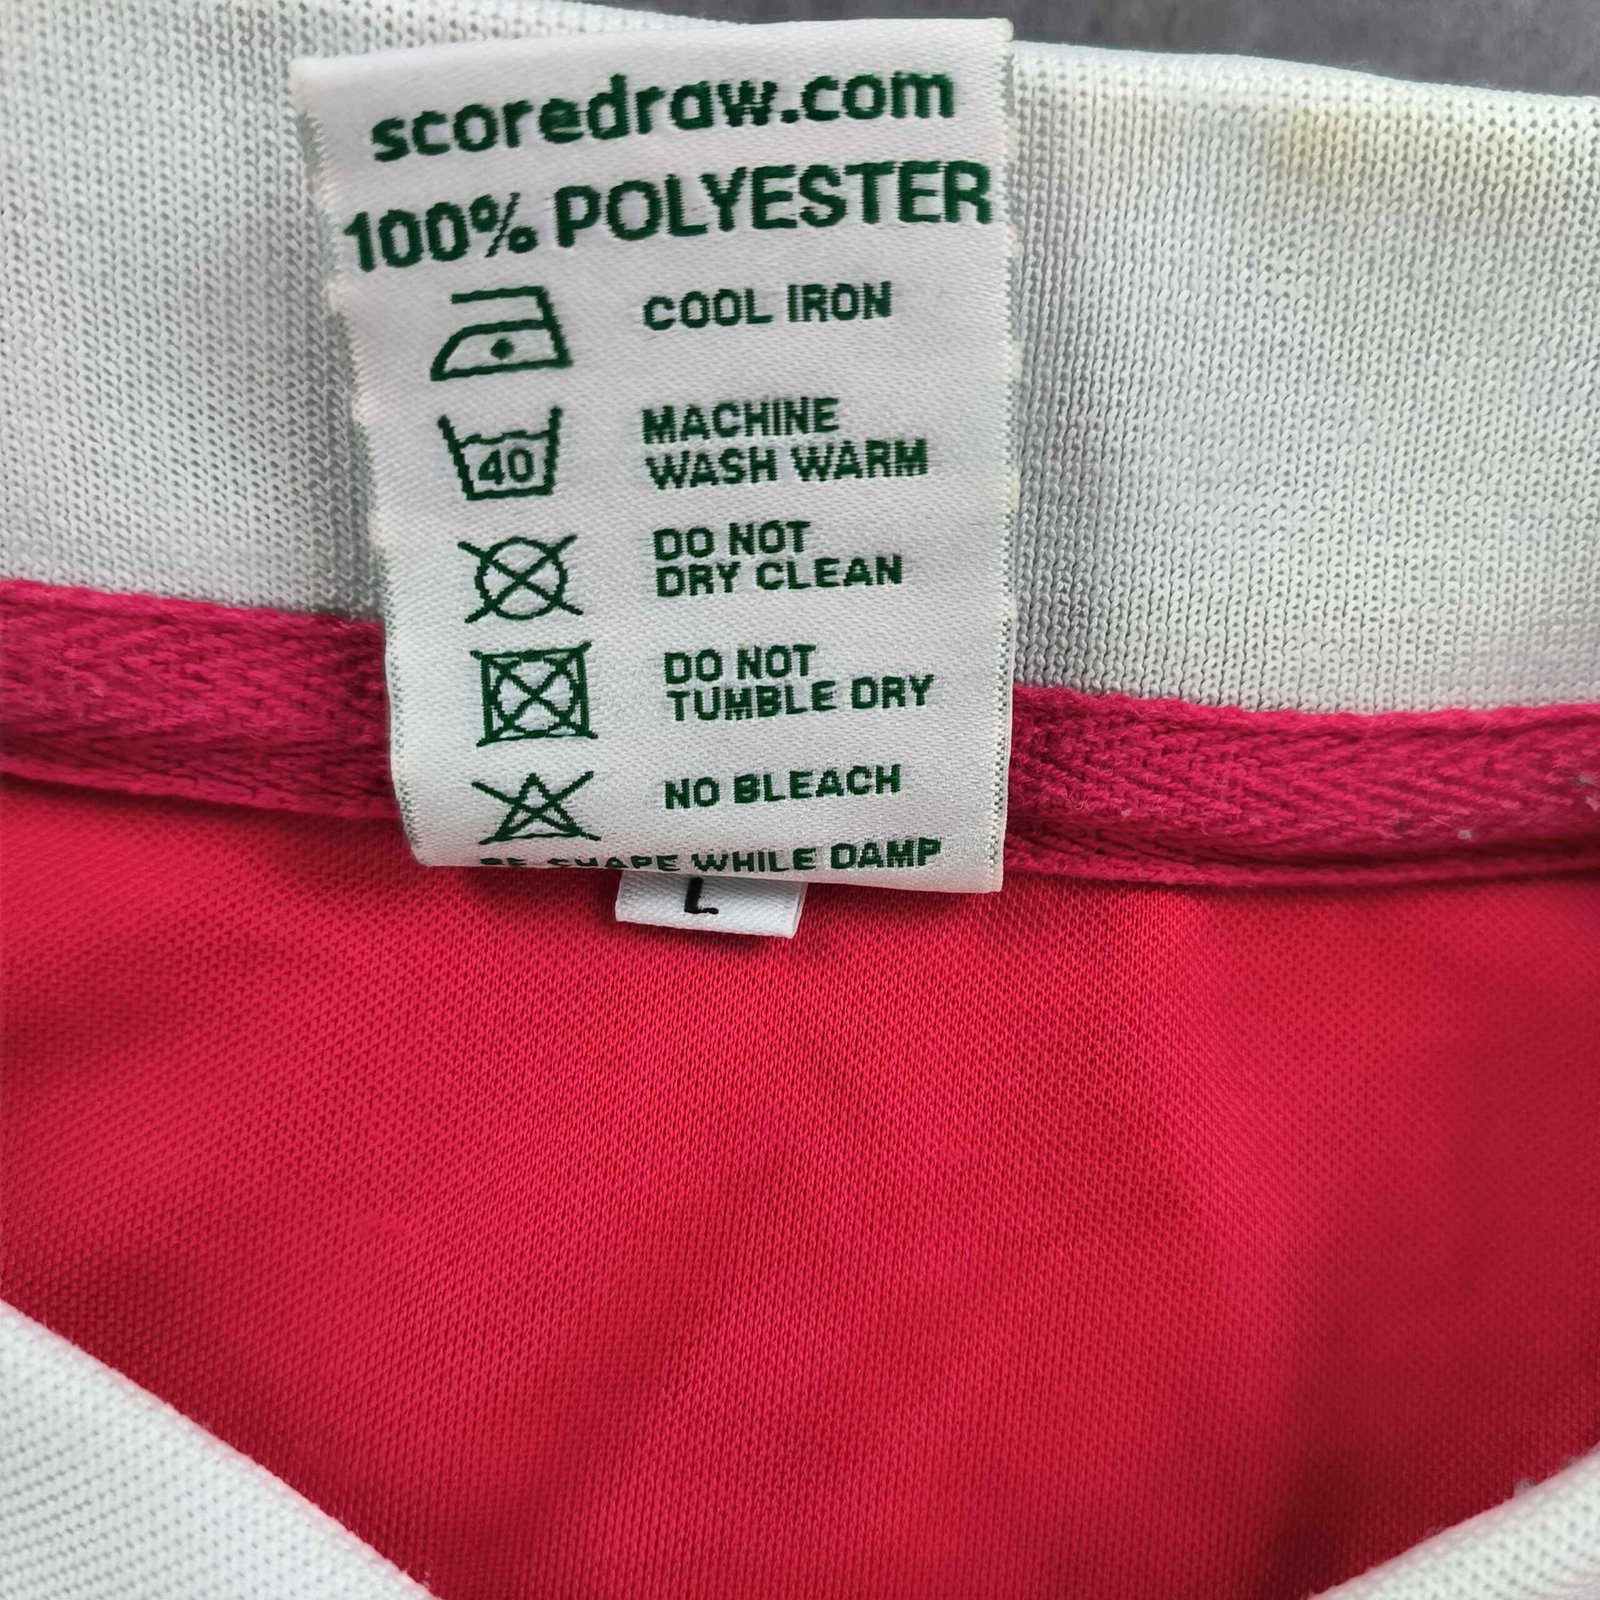 scoredraw.com
100% POLYESTER
COOL IRON
MACHINE
WASH WARM
40
DO NOT
DRY CLEAN
DO NOT
TUMBLE DRY
NO BLEACH
RE-SHAPE WHILE DAMP
L